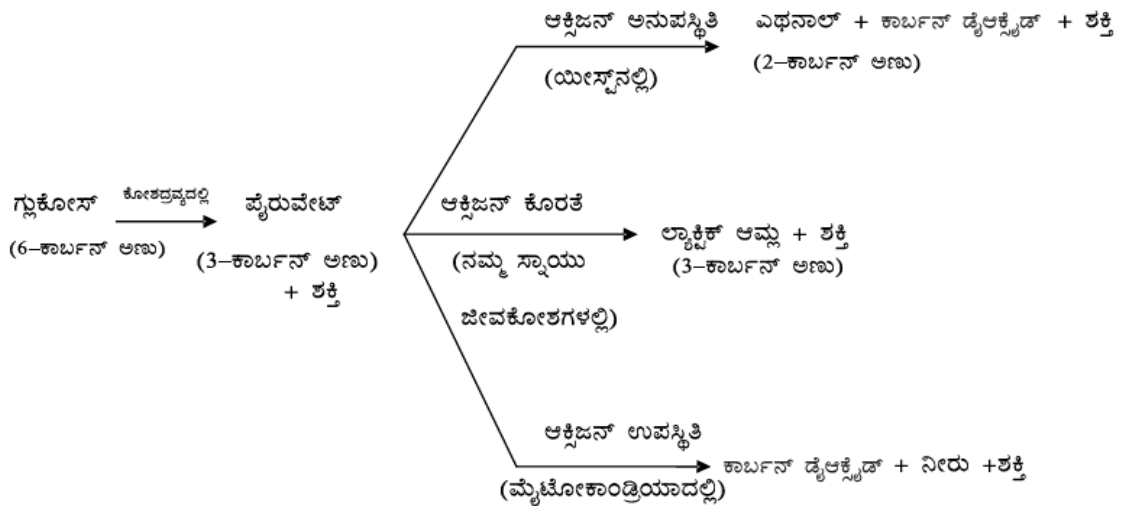 ಆಕ್ಸಿಜನ್ ಅನುಪಸ್ಥಿತಿ
ಎಥನಾಲ್ + ಕಾರ್ಬನ್ ಡೈಆಕ್ಸೈಡ್ + ಶಕ್ತಿ
(ಯೀಸ್ಟ್‌ನಲ್ಲಿ)
(2–ಕಾರ್ಬನ್ ಅಣು)
ಗ್ಲುಕೋಸ್
ಕೋಶದ್ರವ್ಯದಲ್ಲಿ
ಪೈರುವೇಟ್
(6–ಕಾರ್ಬನ್ ಅಣು)
(3–ಕಾರ್ಬನ್ ಅಣು)
+ ಶಕ್ತಿ
ಆಕ್ಸಿಜನ್ ಕೊರತೆ
(ನಮ್ಮ ಸ್ನಾಯು
ಜೀವಕೋಶಗಳಲ್ಲಿ)
ಲ್ಯಾಕ್ಟಿಕ್ ಆಮ್ಲ + ಶಕ್ತಿ
(3–ಕಾರ್ಬನ್ ಅಣು)
ಆಕ್ಸಿಜನ್ ಉಪಸ್ಥಿತಿ
(ಮೈಟೋಕಾಂಡ್ರಿಯಾದಲ್ಲಿ)
ಕಾರ್ಬನ್ ಡೈಆಕ್ಸೈಡ್ + ನೀರು +ಶಕ್ತಿ